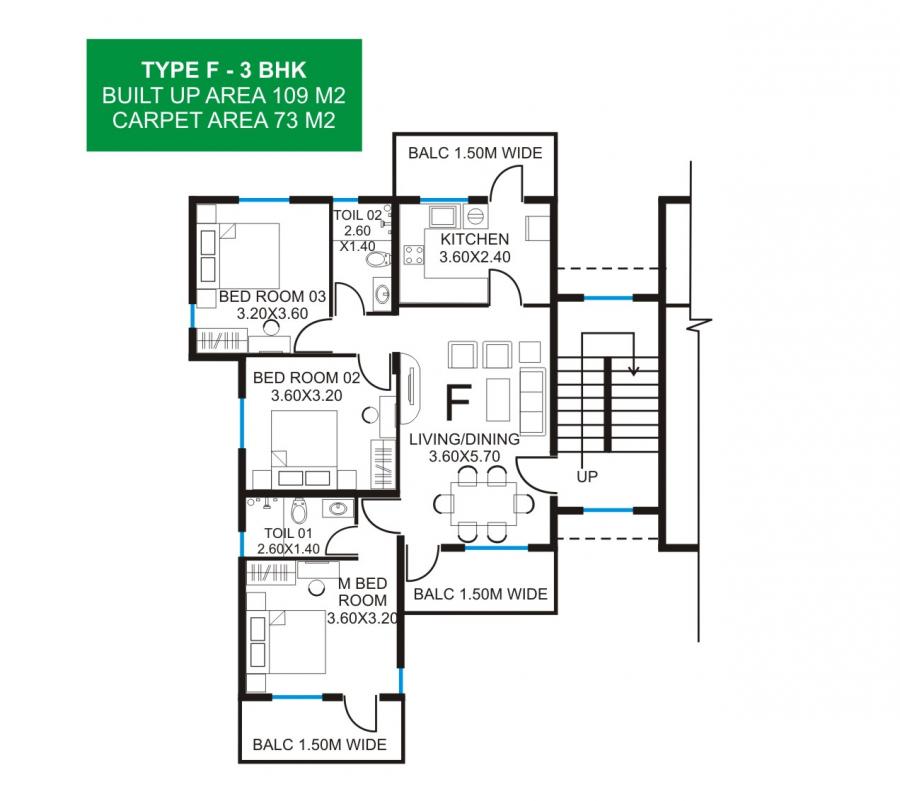 TYPE F - 3 BHK
BUILT UP AREA 109 M2
CARPET AREA 73 M2
BALC 1.50M WIDE
TOIL 02
2.60
X1.40
KITCHEN
3.60X2.40
BED ROOM 03
3.20X3.60
BED ROOM 02
3.60X3.20
F
LIVING/DINING
3.60X5.70
UP
TOIL 01
2.60X1.40
M BED
ROOM
3.60X3.20
BALC 1.50M WIDE
BALC 1.50M WIDE